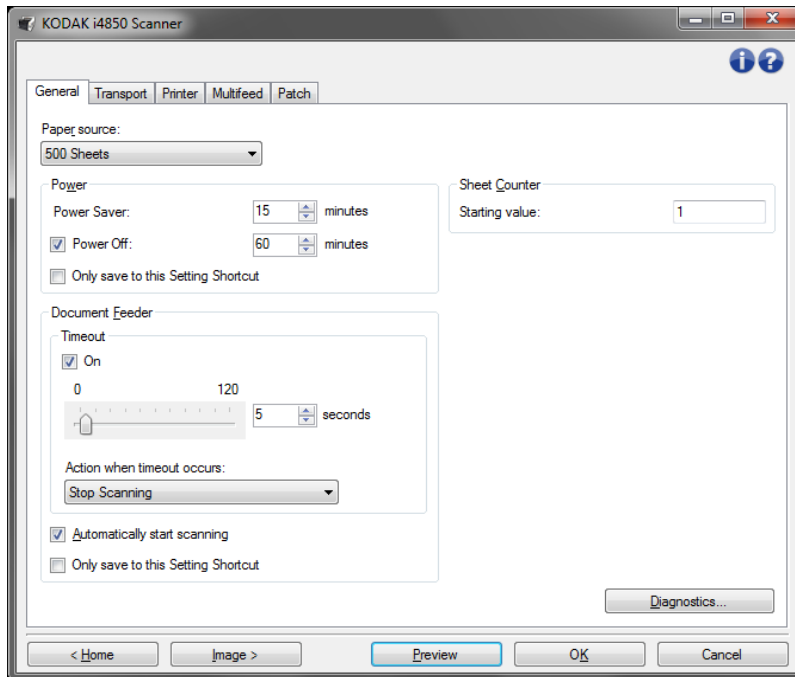 KODAK i4850 Scanner
General Transport Printer Multifeed Patch
Paper source:
500 Sheets
Power
Power Saver: 15 minutes
Power Off: 60 minutes
Only save to this Setting Shortcut
Sheet Counter
Starting value: 1
Document Feeder
Timeout
On
0 120
5 seconds
Action when timeout occurs:
Stop Scanning
Automatically start scanning
Only save to this Setting Shortcut
Diagnostics...
< Home Image > Preview OK Cancel